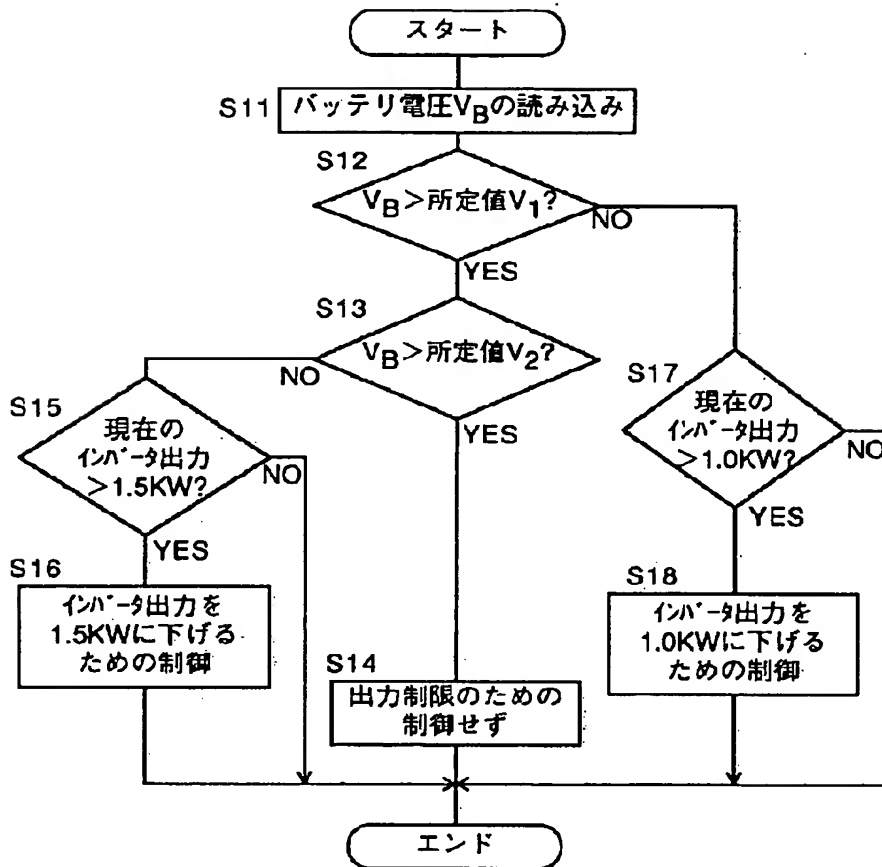 スタート
S11 バッテリ電圧VBの読み込み
S12
VB＞所定値V1?
NO
YES
S13
VB＞所定値V2?
NO
YES
S15
現在の
インバータ出力
＞1.5KW?
NO
YES
S17
現在の
インバータ出力
＞1.0KW?
NO
YES
S16
インバータ出力を
1.5KWに下げる
ための制御
S18
インバータ出力を
1.0KWに下げる
ための制御
S14
出力制限のための
制御せず
エンド